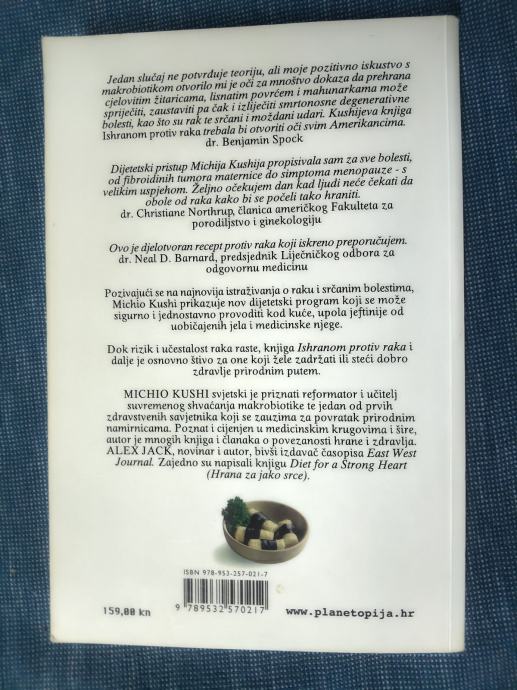 Jedan slučaj ne potvrđuje teoriju, ali moje pozitivno iskustvo s
makrobiotikom otvorilo mi je oči za mnoštvo dokaza da prehrana
cjelovitim žitaricama, lisnatim povrćem i mahunarkama može
spriječiti, zaustaviti pa čak i izliječiti smrtonosne degenerativne
bolesti, kao što su rak te srčani i moždani udari. Kushijeva knjiga
Ishranom protiv raka trebala bi otvoriti oči svim Amerikancima.
dr. Benjamin Spock
Dijetetski pristup Michija Kushija propisivala sam za sve bolesti,
od fibroidinih tumora maternice do simptoma menopauze - s
velikim uspjehom. Željno očekujem dan kad ljudi neće čekati da
obole od raka kako bi se počeli tako hraniti.
dr. Christiane Northrup, članica američkog Fakulteta za
porodiljstvo i ginekologiju
Ovo je djelotvoran recept protiv raka koji iskreno preporučujem.
dr. Neal D. Barnard, predsjednik Liječničkog odbora za
odgovornu medicinu
Pozivajući se na najnovija istraživanja o raku i srčanim bolestima,
Michio Kushi prikazuje nov dijetetski program koji se može
sigurno i jednostavno provoditi kod kuće, upola jeftinije od
uobičajenih jela i medicinske njege.
Dok rizik i učestalost raka raste, knjiga Ishranom protiv raka i
dalje je osnovno štivo za one koji žele zadržati ili steći dobro
zdravlje prirodnim putem.
MICHIO KUSHI svjetski je priznati reformator i učitelj
suvremenog shvaćanja makrobiotike te jedan od prvih
zdravstvenih savjetnika koji se zauzima za povratak prirodnim
namirnicama. Poznat i cijenjen u medicinskim krugovima i šire,
autor je mnogih knjiga i članaka o povezanosti hrane i zdravlja.
ALEX JACK, novinar i autor, bivši izdavač časopisa East West
Journal. Zajedno su napisali knjigu Diet for a Strong Heart
(Hrana za jako srce).
ISBN 978-953-257-021-7
9 789532 570217
159,00 kn
www.planetopija.hr